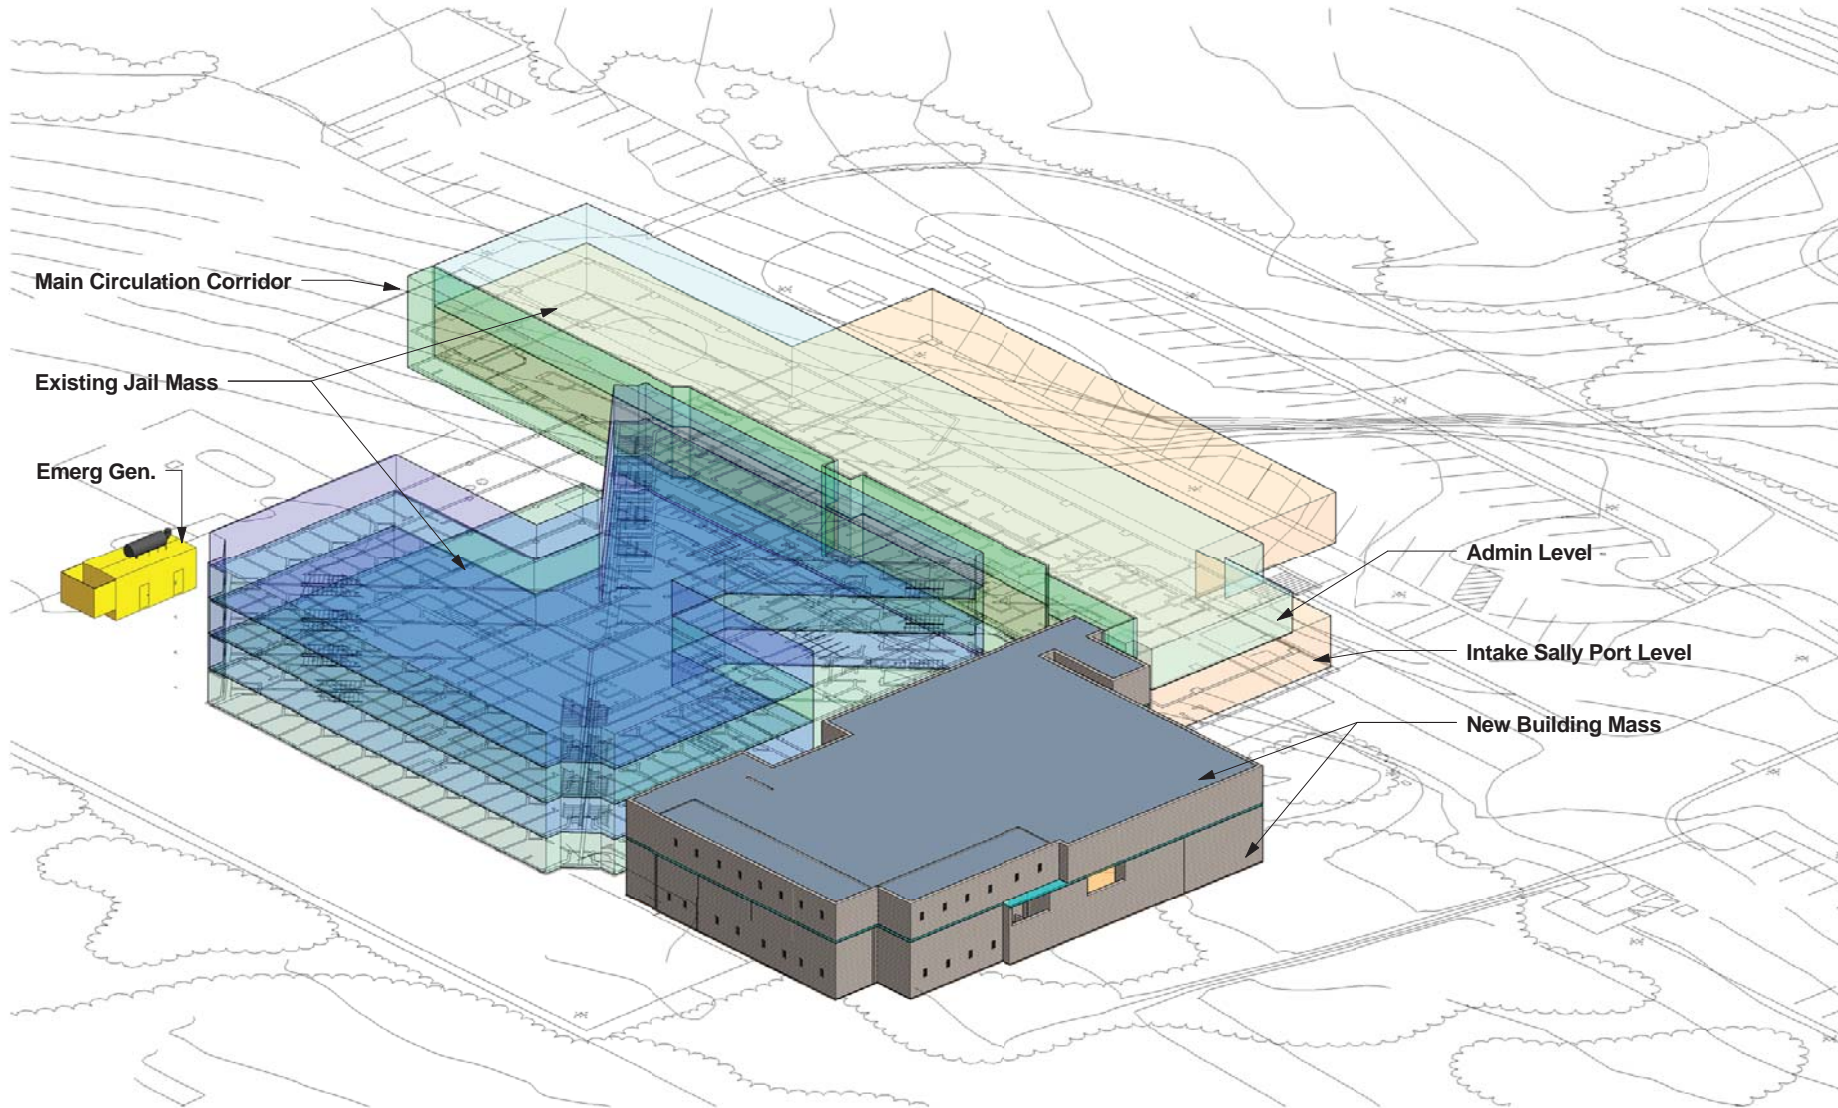 Main Circulation Corridor
Existing Jail Mass
Emerg Gen.
Admin Level
Intake Sally Port Level
New Building Mass